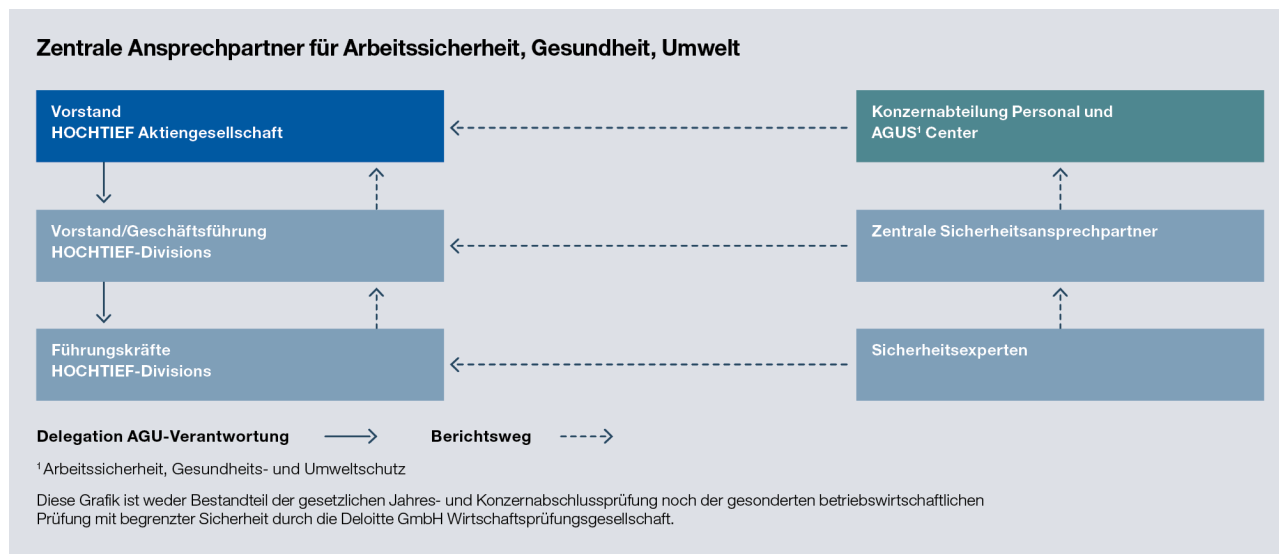 Zentrale Ansprechpartner für Arbeitssicherheit, Gesundheit, Umwelt
Vorstand
HOCHTIEF Aktiengesellschaft
Konzernabteilung Personal und
AGUS¹ Center
Vorstand/Geschäftsführung
HOCHTIEF-Divisions
Zentrale Sicherheitsansprechpartner
Führungskräfte
HOCHTIEF-Divisions
Sicherheitsexperten
Delegation AGU-Verantwortung
Berichtsweg
¹ Arbeitssicherheit, Gesundheits- und Umweltschutz
Diese Grafik ist weder Bestandteil der gesetzlichen Jahres- und Konzernabschlussprüfung noch der gesonderten betriebswirtschaftlichen
Prüfung mit begrenzter Sicherheit durch die Deloitte GmbH Wirtschaftsprüfungsgesellschaft.